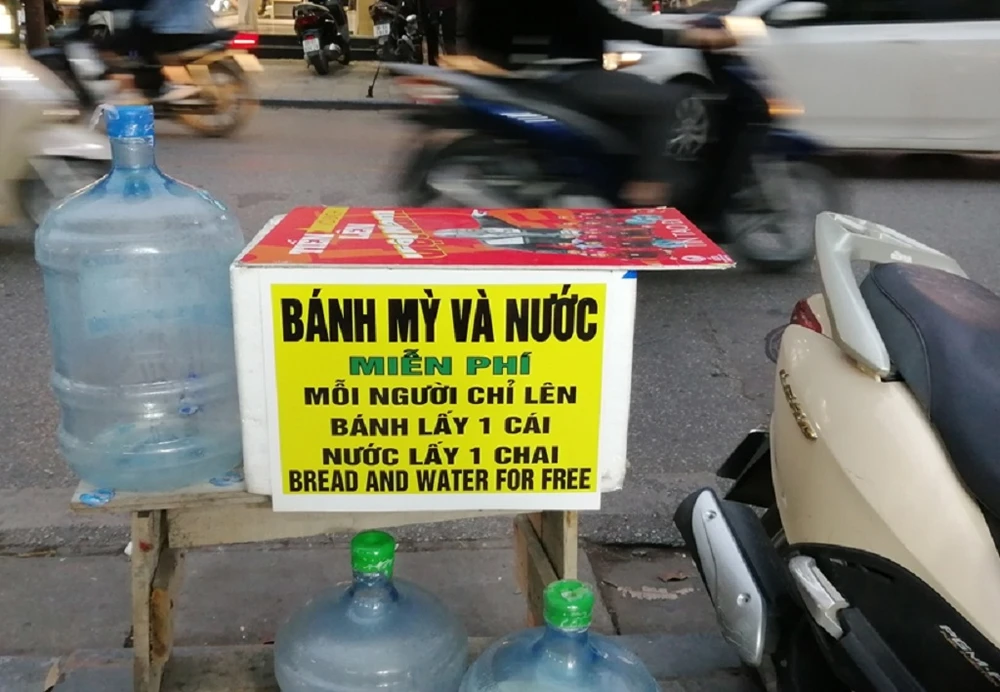 BÁNH MỲ VÀ NƯỚC
MIỄN PHÍ
MỖI NGƯỜI CHỈ LÊN
BÁNH LẤY 1 CÁI
NƯỚC LẤY 1 CHAI
BREAD AND WATER FOR FREE